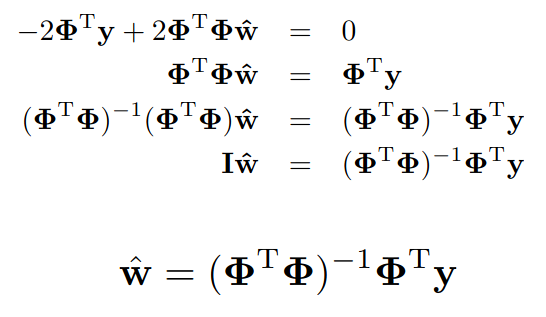 −2Φᵀy + 2ΦᵀΦŵ = 0
ΦᵀΦŵ = Φᵀy
(ΦᵀΦ)⁻¹(ΦᵀΦ)ŵ = (ΦᵀΦ)⁻¹Φᵀy
Iŵ = (ΦᵀΦ)⁻¹Φᵀy
ŵ = (ΦᵀΦ)⁻¹Φᵀy